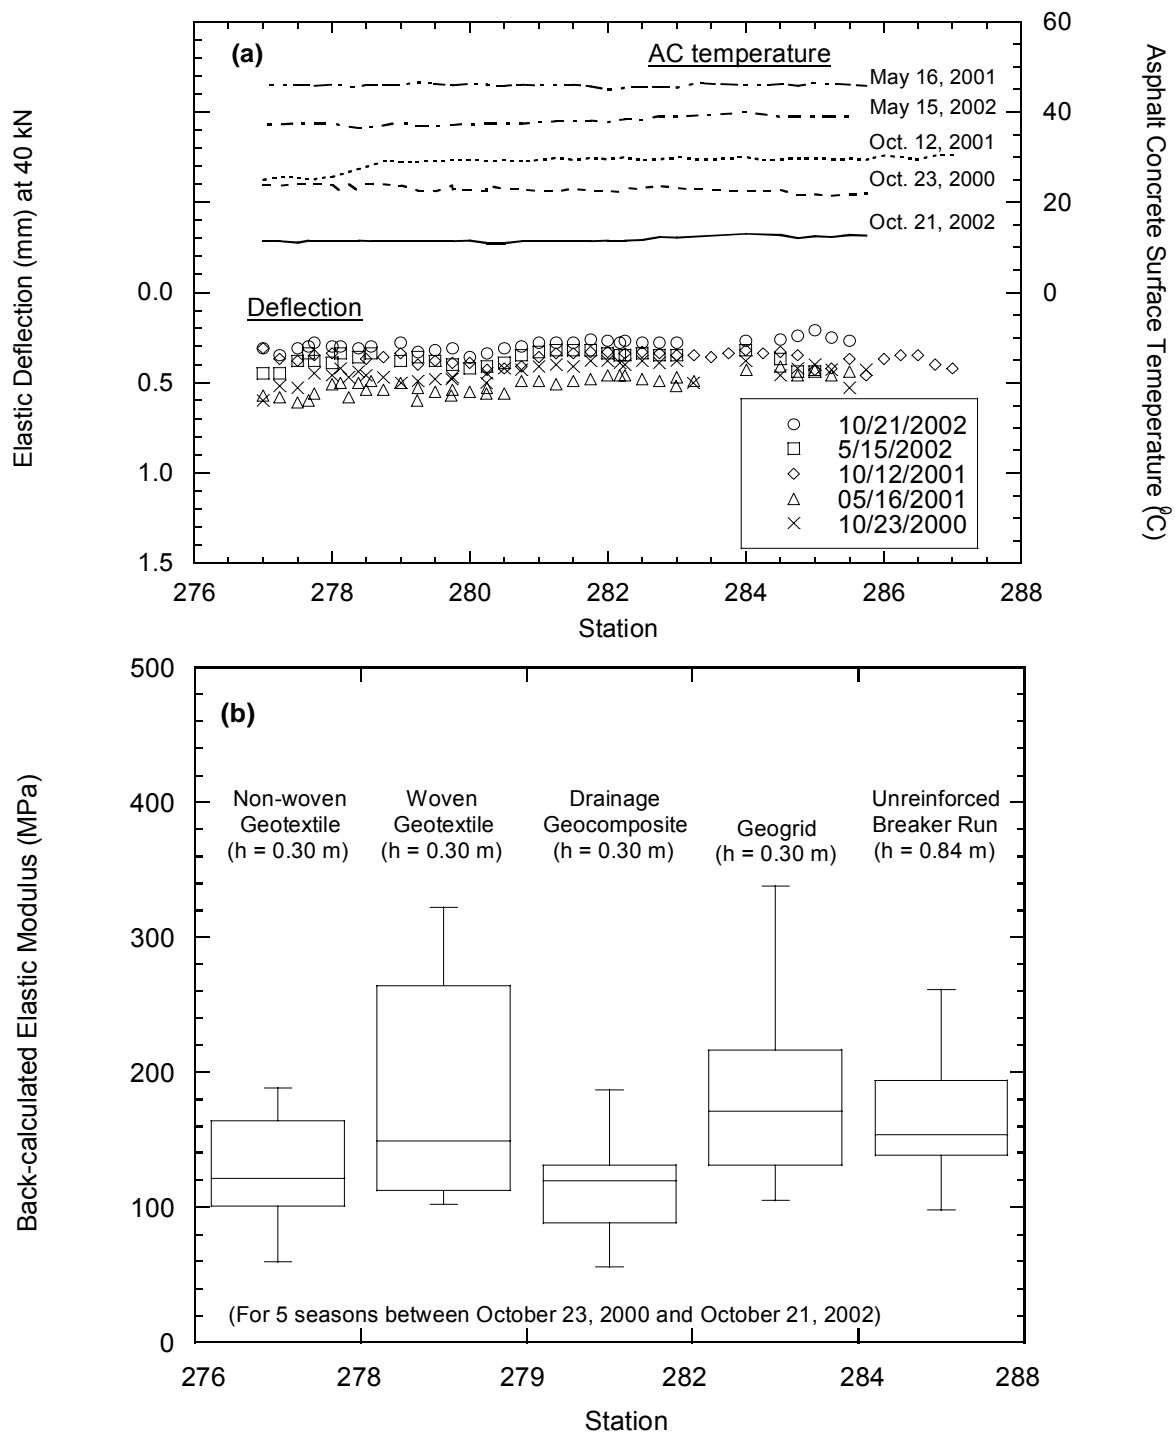 (a)
AC temperature
May 16, 2001
May 15, 2002
Oct. 12, 2001
Oct. 23, 2000
Oct. 21, 2002
60
40
20
0
Asphalt Concrete Surface Temeperature (⁰C)
Elastic Deflection (mm) at 40 kN
0.0
0.5
1.0
1.5
Deflection
10/21/2002
5/15/2002
10/12/2001
05/16/2001
10/23/2000
276 278 280 282 284 286 288
Station
Back-calculated Elastic Modulus (MPa)
500
400
300
200
100
0
(b)
Non-woven
Geotextile
(h = 0.30 m)
Woven
Geotextile
(h = 0.30 m)
Drainage
Geocomposite
(h = 0.30 m)
Geogrid
(h = 0.30 m)
Unreinforced
Breaker Run
(h = 0.84 m)
(For 5 seasons between October 23, 2000 and October 21, 2002)
276 278 279 282 284 288
Station